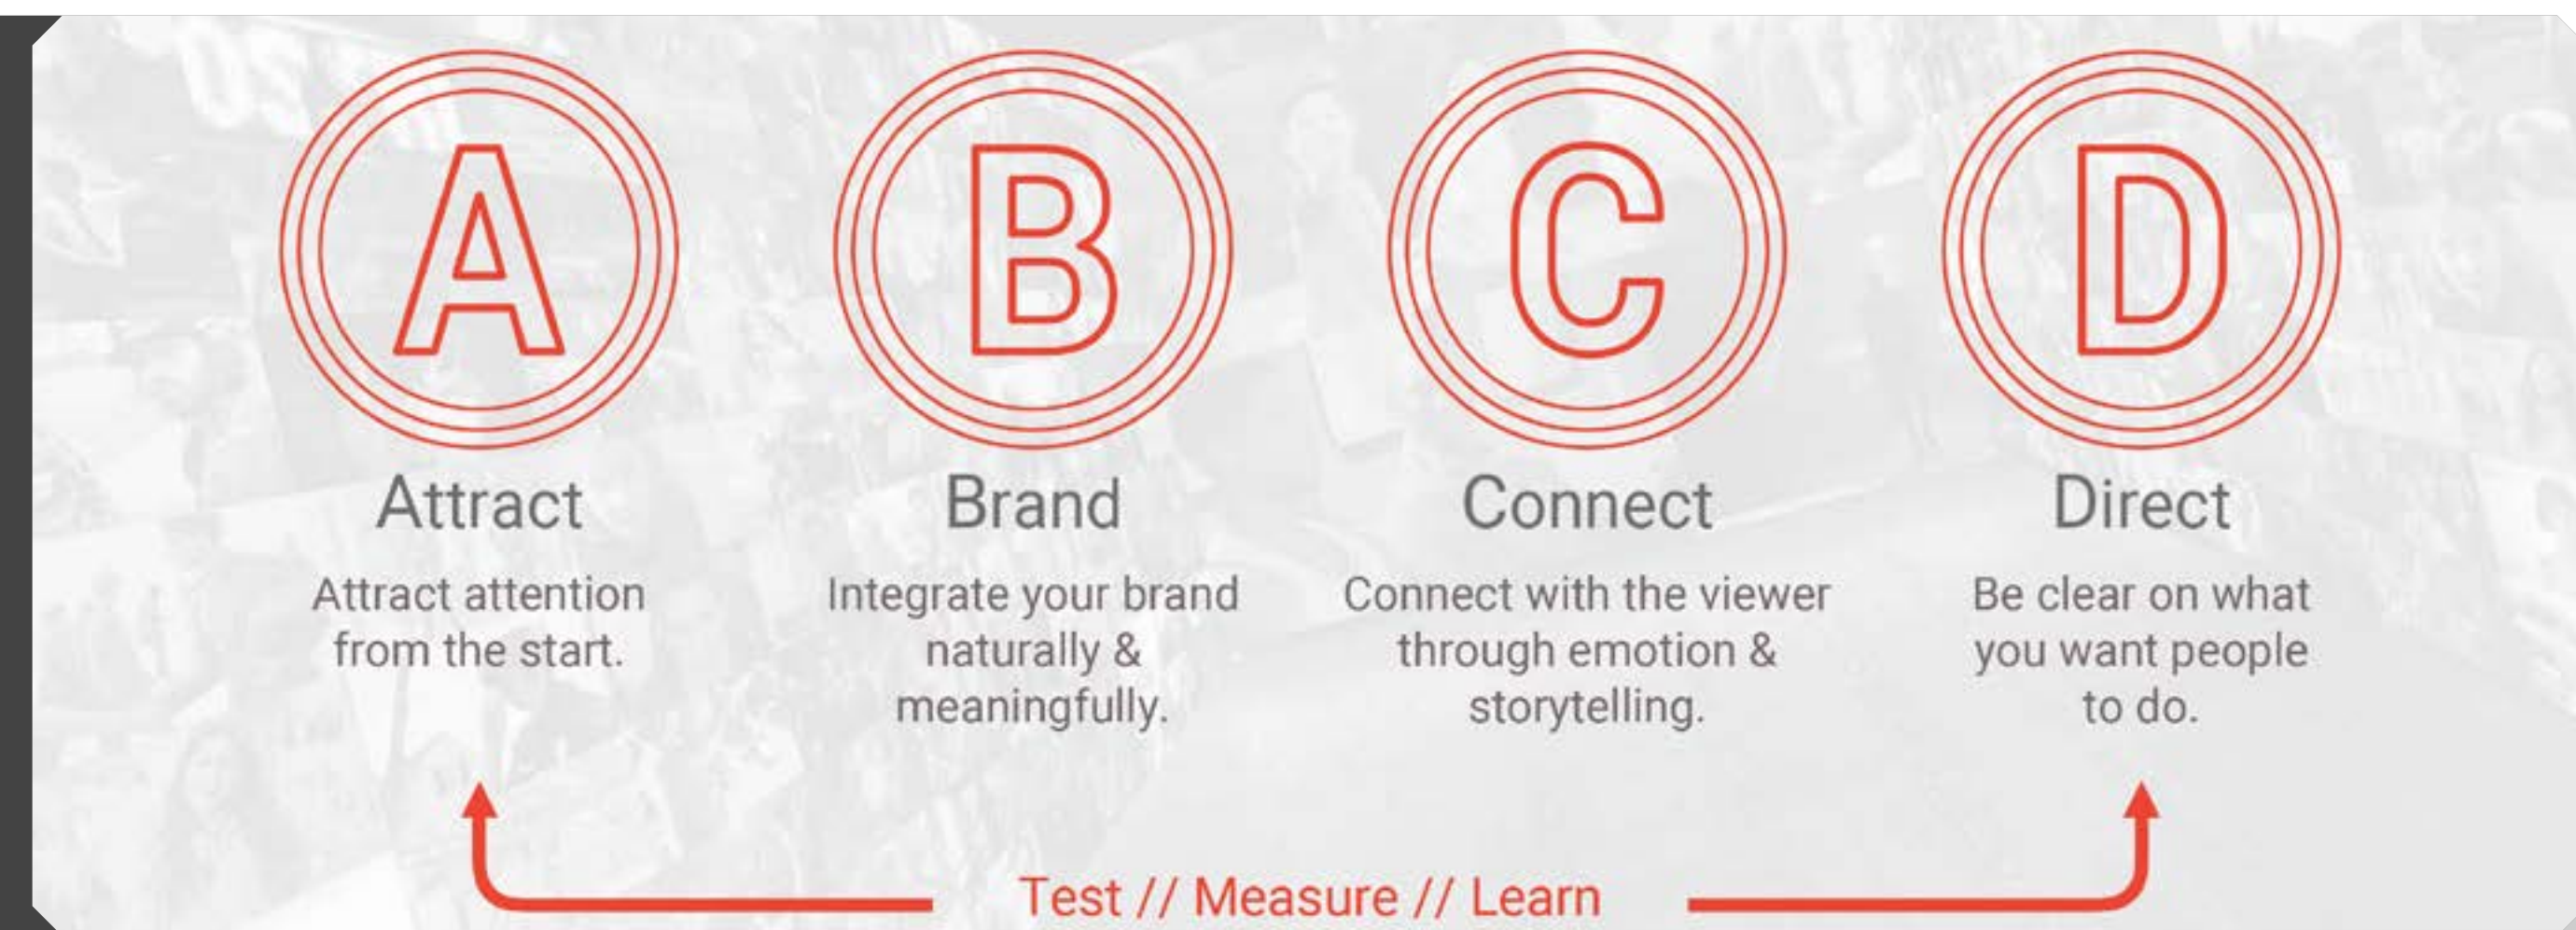 A
B
C
D
Attract
Brand
Connect
Direct
Attract attention
from the start.
Integrate your brand
naturally &
meaningfully.
Connect with the viewer
through emotion &
storytelling.
Be clear on what
you want people
to do.
Test // Measure // Learn